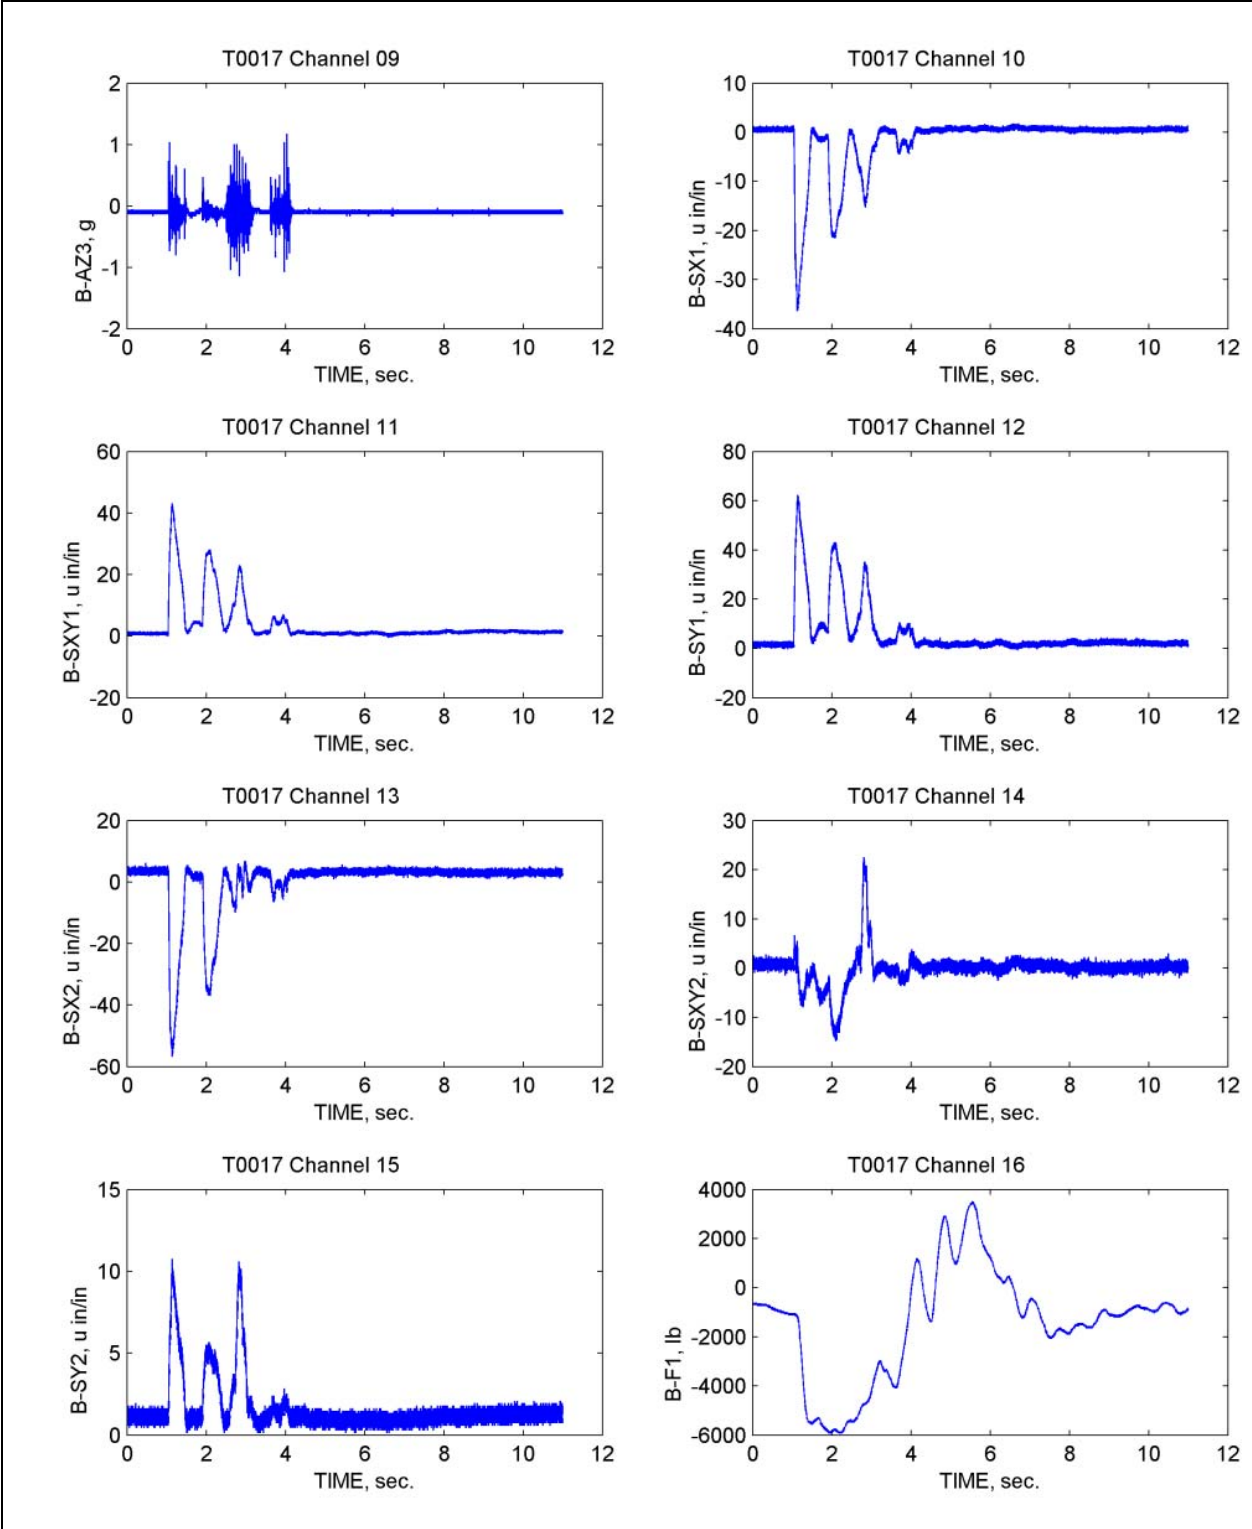 T0017 Channel 09
2
1
0
-1
-2
B-AZ3, g
0 2 4 6 8 10 12
TIME, sec.
T0017 Channel 10
10
0
-10
-20
-30
-40
B-SX1, u in/in
0 2 4 6 8 10 12
TIME, sec.
T0017 Channel 11
60
40
20
0
-20
B-SXY1, u in/in
0 2 4 6 8 10 12
TIME, sec.
T0017 Channel 12
80
60
40
20
0
-20
B-SY1, u in/in
0 2 4 6 8 10 12
TIME, sec.
T0017 Channel 13
20
0
-20
-40
-60
B-SX2, u in/in
0 2 4 6 8 10 12
TIME, sec.
T0017 Channel 14
30
20
10
0
-10
-20
B-SXY2, u in/in
0 2 4 6 8 10 12
TIME, sec.
T0017 Channel 15
15
10
5
0
B-SY2, u in/in
0 2 4 6 8 10 12
TIME, sec.
T0017 Channel 16
4000
2000
0
-2000
-4000
-6000
B-F1, lb
0 2 4 6 8 10 12
TIME, sec.